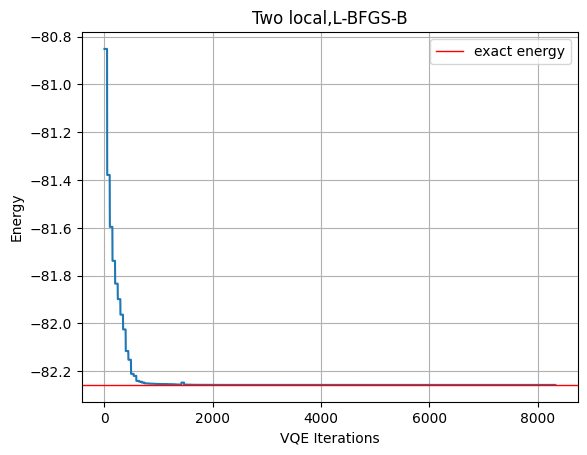 Two local,L-BFGS-B
exact energy
Energy
−80.8
−81.0
−81.2
−81.4
−81.6
−81.8
−82.0
−82.2
0 2000 4000 6000 8000
VQE Iterations